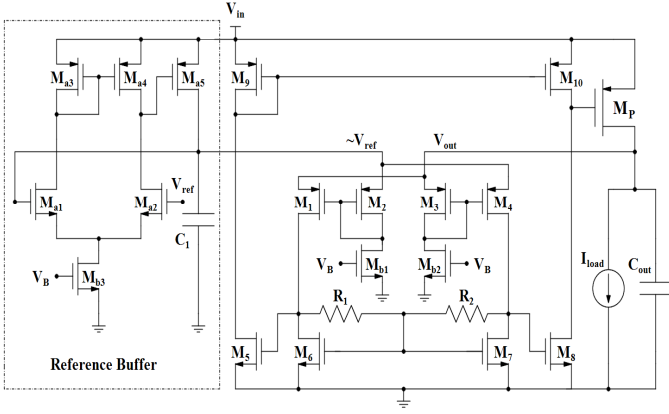 V_in
M_a3 M_a4 M_a5 M_9 M_10
M_P
~V_ref V_out
M_a1 M_a2 V_ref M_1 M_2 M_3 M_4
C_1
V_B M_b3 V_B M_b1 M_b2 V_B I_load C_out
R_1 R_2
M_5 M_6 M_7 M_8
Reference Buffer